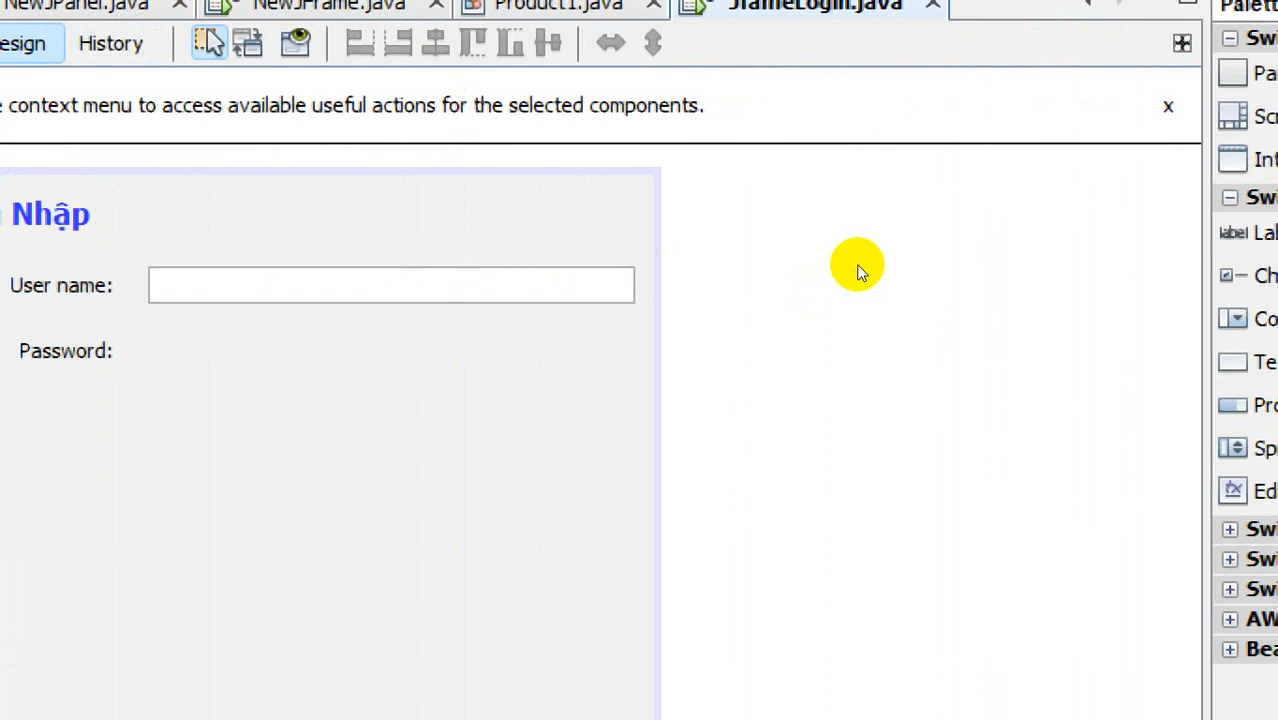 NewJPanel.java
NewJFrame.java
Product1.java
JframeLogin.java
Palett
esign
History
context menu to access available useful actions for the selected components.
x
Nhập
User name:
Password:
Swi
Pa
Scr
Int
Swi
label
Lab
Ch
Co
Te
Pro
Sp
Ed
Swi
Swi
Swi
AW
Bea